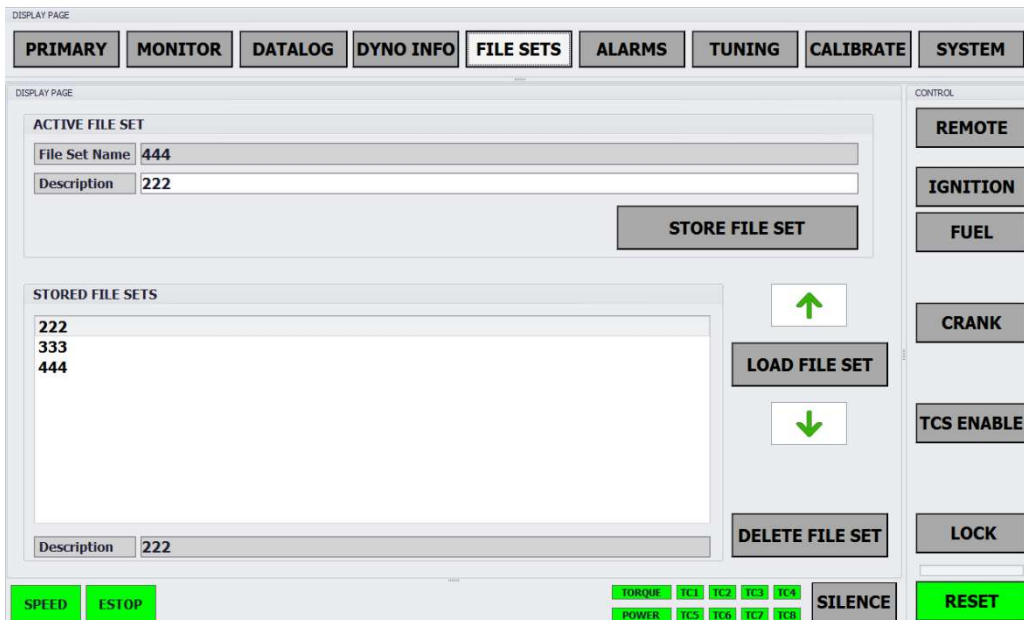 DISPLAY PAGE
PRIMARY MONITOR DATALOG DYNO INFO FILE SETS ALARMS TUNING CALIBRATE SYSTEM
DISPLAY PAGE
CONTROL
ACTIVE FILE SET
REMOTE
File Set Name 444
Description 222
IGNITION
STORE FILE SET
FUEL
STORED FILE SETS
222
CRANK
333
444
LOAD FILE SET
TCS ENABLE
DELETE FILE SET
LOCK
Description 222
TORQUE TC1 TC2 TC3 TC4
SPEED ESTOP
SILENCE
RESET
POWER TC5 TC6 TC7 TC8